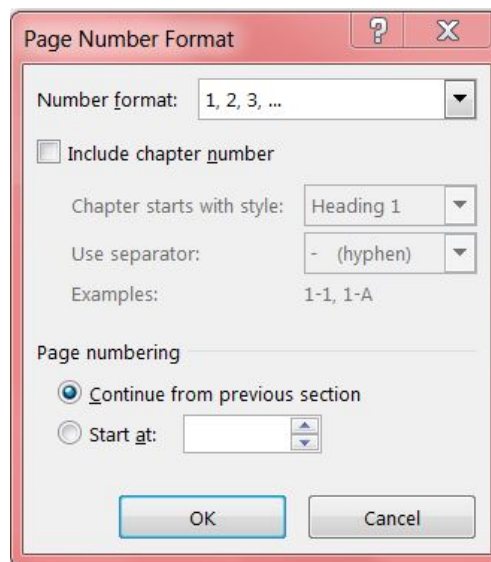 Page Number Format
Number format: 1, 2, 3, ...
Include chapter number
Chapter starts with style: Heading 1
Use separator: - (hyphen)
Examples: 1-1, 1-A
Page numbering
Continue from previous section
Start at:
OK Cancel